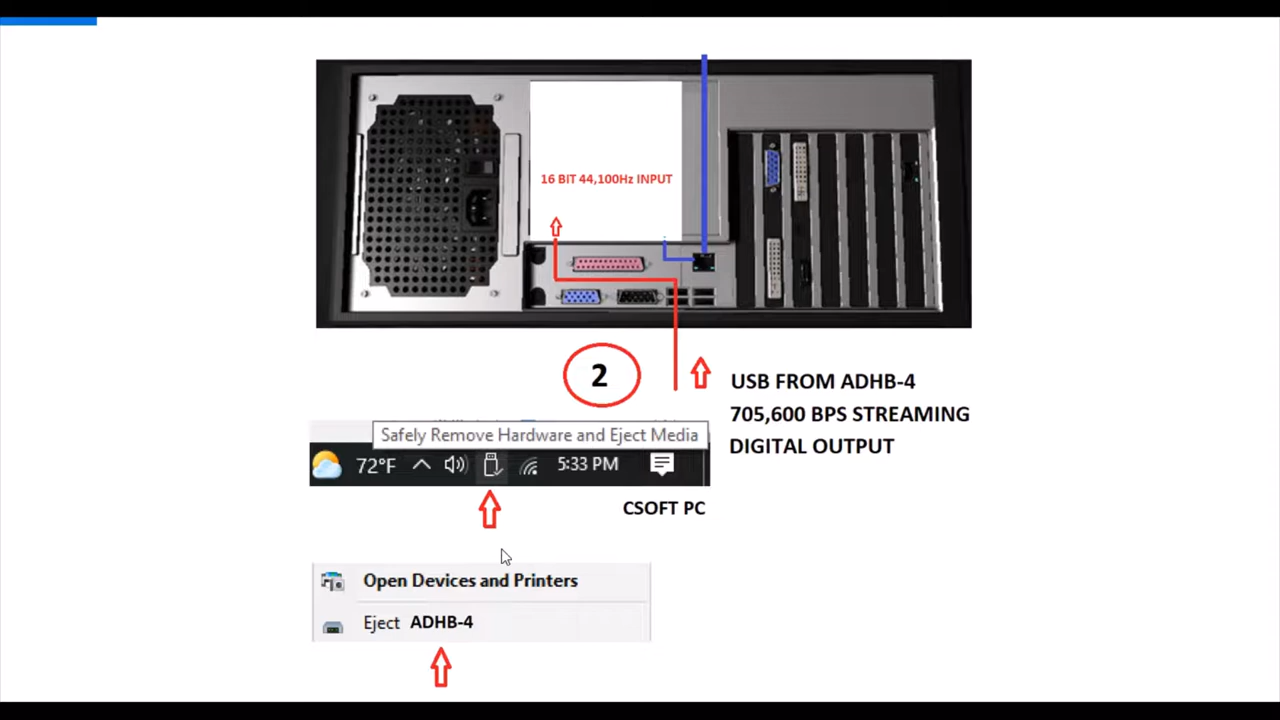 16 BIT 44,100Hz INPUT
2
USB FROM ADHB-4
705,600 BPS STREAMING
DIGITAL OUTPUT
Safely Remove Hardware and Eject Media
72°F 5:33 PM
CSOFT PC
Open Devices and Printers
Eject ADHB-4